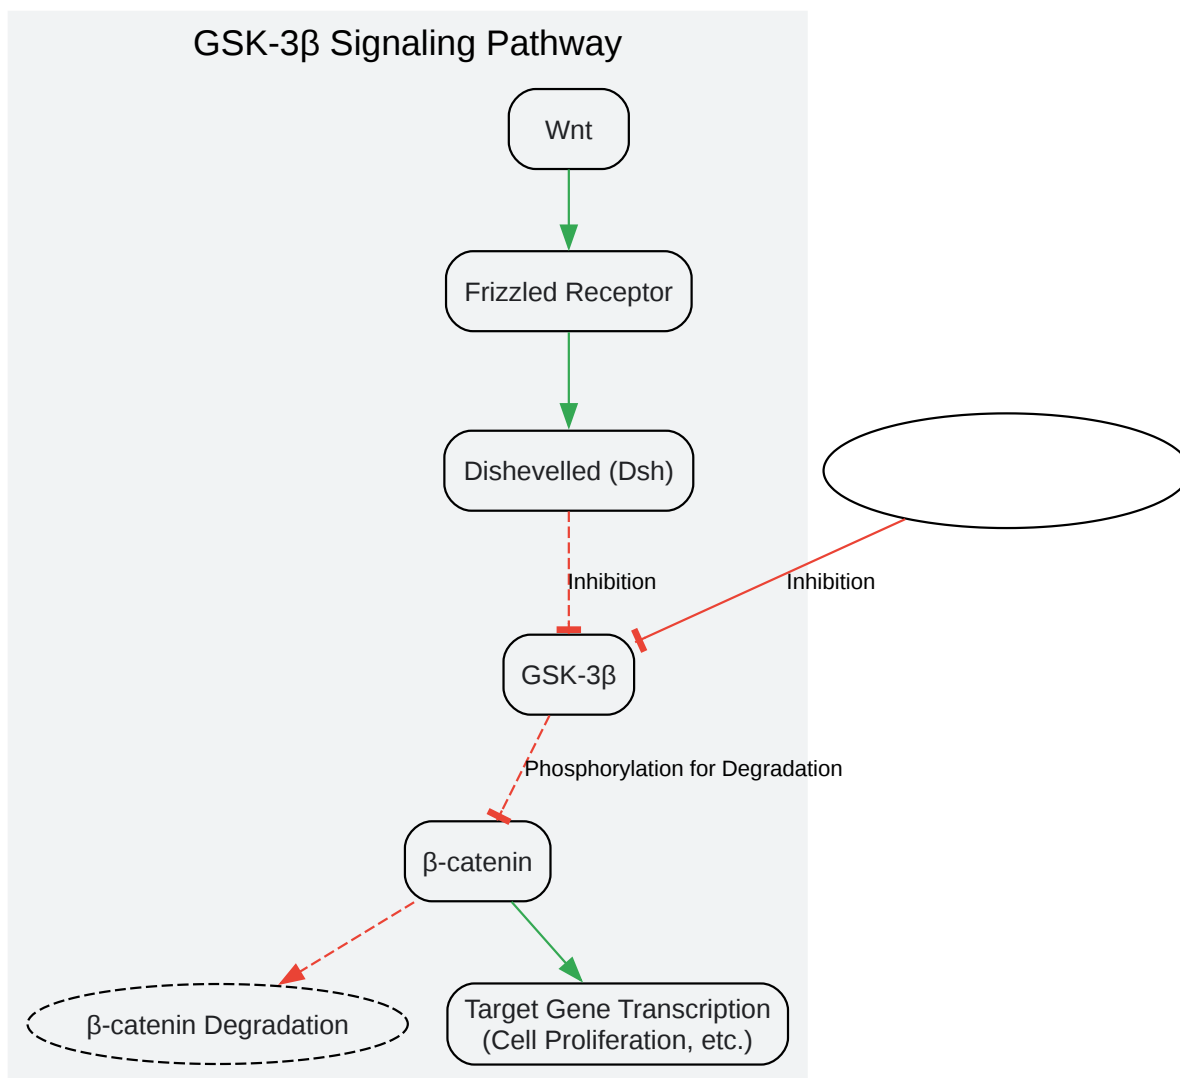 GSK-3β Signaling Pathway
Wnt
Frizzled Receptor
Dishevelled (Dsh)
Inhibition
Inhibition
GSK-3β
Phosphorylation for Degradation
β-catenin
β-catenin Degradation
Target Gene Transcription
(Cell Proliferation, etc.)